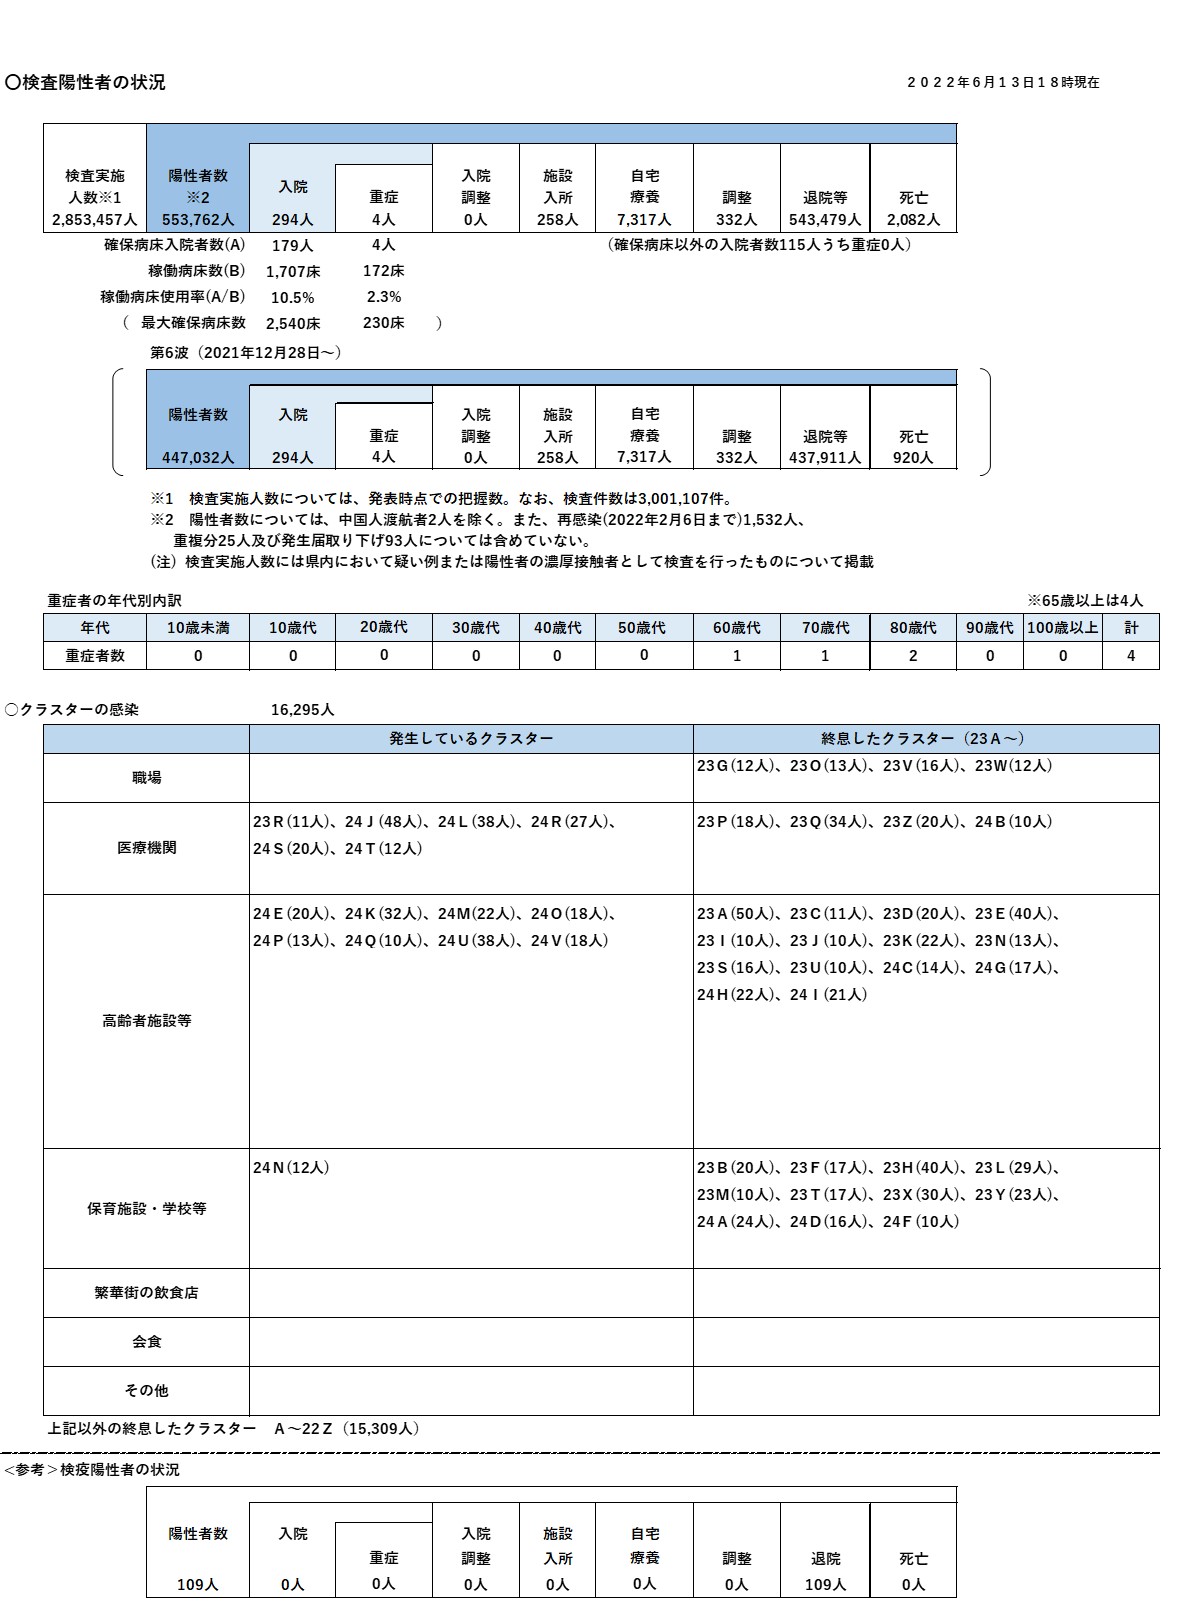 〇検査陽性者の状況
２０２２年６月１３日１８時現在
検査実施 陽性者数 入院 自宅
人数※1 ※2 入院 重症 調整 施設 入所 療養 調整 退院等 死亡
2,853,457人 553,762人 294人 4人 0人 258人 7,317人 332人 543,479人 2,082人
確保病床入院者数(A) 179人 4人 （確保病床以外の入院者数115人うち重症0人）
稼働病床数(B) 1,707床 172床
稼働病床使用率(A/B) 10.5% 2.3%
（ 最大確保病床数 2,540床 230床 ）
第6波（2021年12月28日～）
陽性者数 入院 入院 施設 自宅
重症 調整 入所 療養 調整 退院等 死亡
447,032人 294人 4人 0人 258人 7,317人 332人 437,911人 920人
※1 検査実施人数については、発表時点での把握数。なお、検査件数は3,001,107件。
※2 陽性者数については、中国人渡航者2人を除く。また、再感染(2022年2月6日まで)1,532人、
重複分25人及び発生届取り下げ93人については含めていない。
(注) 検査実施人数には県内において疑い例または陽性者の濃厚接触者として検査を行ったものについて掲載
重症者の年代別内訳 ※65歳以上は4人
年代 10歳未満 10歳代 20歳代 30歳代 40歳代 50歳代 60歳代 70歳代 80歳代 90歳代 100歳以上 計
重症者数 0 0 0 0 0 0 1 1 2 0 0 4
〇クラスターの感染 16,295人
発生しているクラスター 終息したクラスター（23Ａ～）
職場
23Ｇ(12人)、23Ｏ(13人)、23Ｖ(16人)、23Ｗ(12人)
医療機関
23Ｒ(11人)、24Ｊ(48人)、24Ｌ(38人)、24Ｒ(27人)、
24Ｓ(20人)、24Ｔ(12人)
23Ｐ(18人)、23Ｑ(34人)、23Ｚ(20人)、24Ｂ(10人)
高齢者施設等
24Ｅ(20人)、24Ｋ(32人)、24Ｍ(22人)、24Ｏ(18人)、
24Ｐ(13人)、24Ｑ(10人)、24Ｕ(38人)、24Ｖ(18人)
23Ａ(50人)、23Ｃ(11人)、23Ｄ(20人)、23Ｅ(40人)、
23Ｉ(10人)、23Ｊ(10人)、23Ｋ(22人)、23Ｎ(13人)、
23Ｓ(16人)、23Ｕ(10人)、24Ｃ(14人)、24Ｇ(17人)、
24Ｈ(22人)、24Ｉ(21人)
保育施設・学校等
24Ｎ(12人)
23Ｂ(20人)、23Ｆ(17人)、23Ｈ(40人)、23Ｌ(29人)、
23Ｍ(10人)、23Ｔ(17人)、23Ｘ(30人)、23Ｙ(23人)、
24Ａ(24人)、24Ｄ(16人)、24Ｆ(10人)
繁華街の飲食店
会食
その他
上記以外の終息したクラスター Ａ～22Ｚ（15,309人）
<参考＞検疫陽性者の状況
陽性者数 入院 入院 施設 自宅
重症 調整 入所 療養 調整 退院 死亡
109人 0人 0人 0人 0人 0人 0人 109人 0人